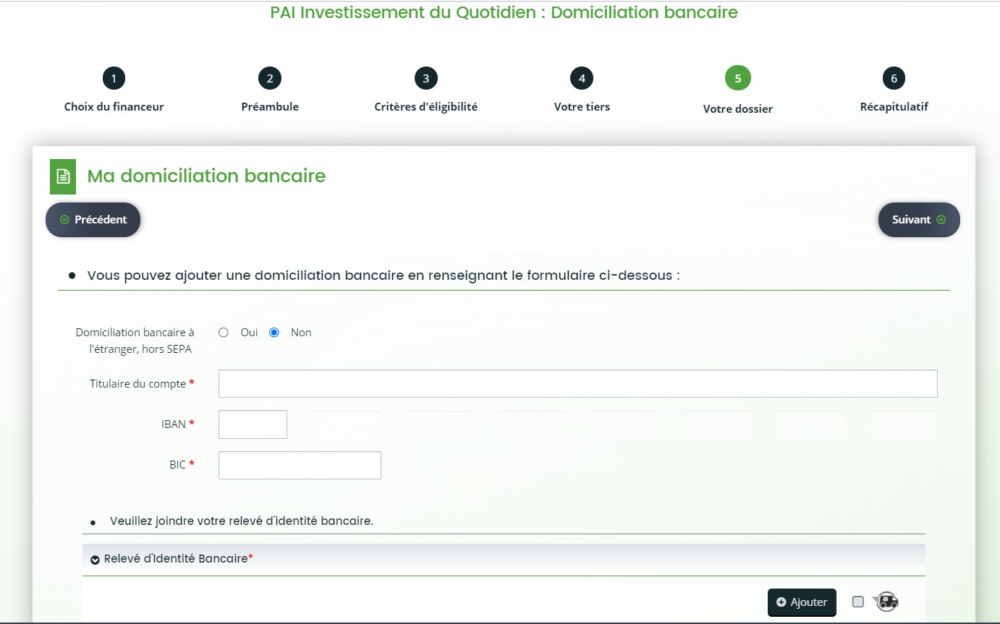 PAI Investissement du Quotidien : Domiciliation bancaire
1
2
3
4
5
6
Choix du financeur
Préambule
Critères d'éligibilité
Votre tiers
Votre dossier
Récapitulatif
Ma domiciliation bancaire
Précédent
Suivant
Vous pouvez ajouter une domiciliation bancaire en renseignant le formulaire ci-dessous :
Domiciliation bancaire à
l'étranger, hors SEPA
Oui
Non
Titulaire du compte *
IBAN *
BIC *
Veuillez joindre votre relevé d'identité bancaire.
Relevé d'Identité Bancaire*
Ajouter